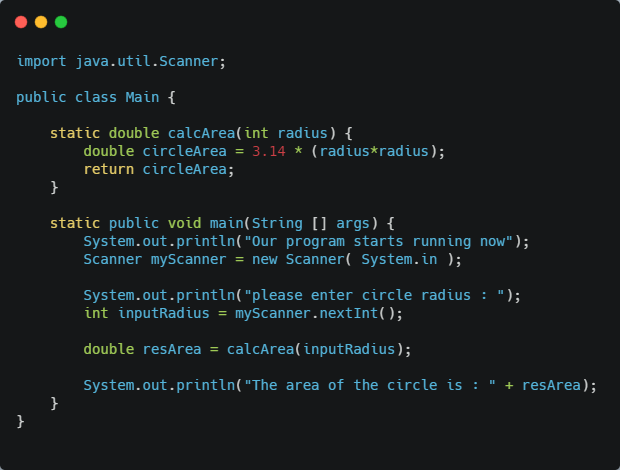 import java.util.Scanner;

public class Main {

    static double calcArea(int radius) {
        double circleArea = 3.14 * (radius*radius);
        return circleArea;
    }

    static public void main(String [] args) {
        System.out.println("Our program starts running now");
        Scanner myScanner = new Scanner( System.in );

        System.out.println("please enter circle radius : ");
        int inputRadius = myScanner.nextInt();

        double resArea = calcArea(inputRadius);

        System.out.println("The area of the circle is : " + resArea);
    }
}